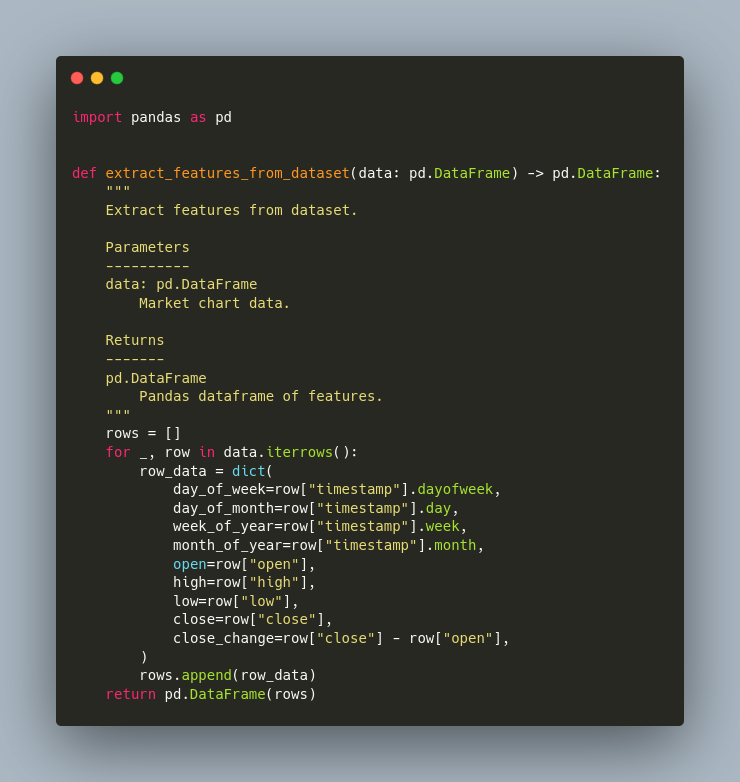 import pandas as pd
def extract_features_from_dataset(data: pd.DataFrame) -> pd.DataFrame:
    """
    Extract features from dataset.
    Parameters
    ----------
    data: pd.DataFrame
        Market chart data.
    Returns
    -------
    pd.DataFrame
        Pandas dataframe of features.
    """
    rows = []
    for _, row in data.iterrows():
        row_data = dict(
            day_of_week=row["timestamp"].dayofweek,
            day_of_month=row["timestamp"].day,
            week_of_year=row["timestamp"].week,
            month_of_year=row["timestamp"].month,
            open=row["open"],
            high=row["high"],
            low=row["low"],
            close=row["close"],
            close_change=row["close"] - row["open"],
        )
        rows.append(row_data)
    return pd.DataFrame(rows)